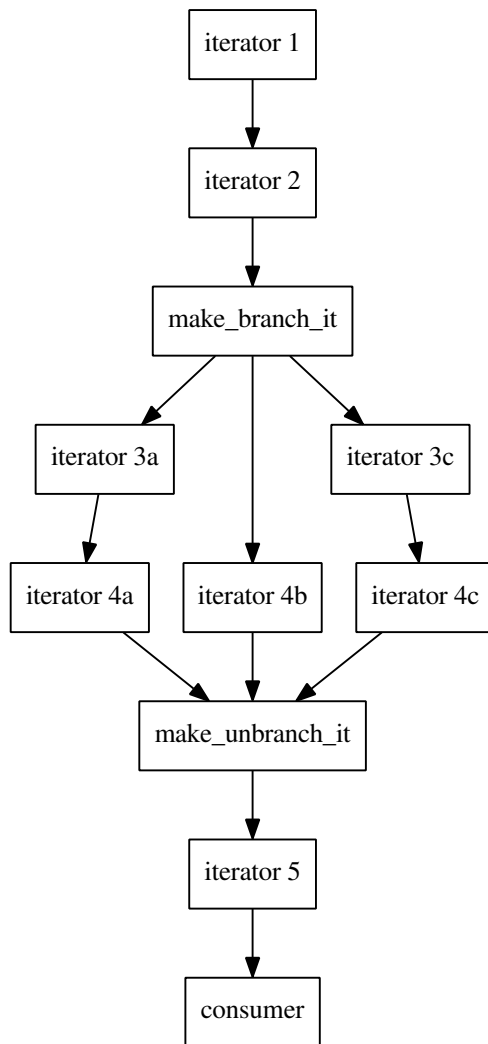 iterator 1
iterator 2
make_branch_it
iterator 3a
iterator 3c
iterator 4a
iterator 4b
iterator 4c
make_unbranch_it
iterator 5
consumer